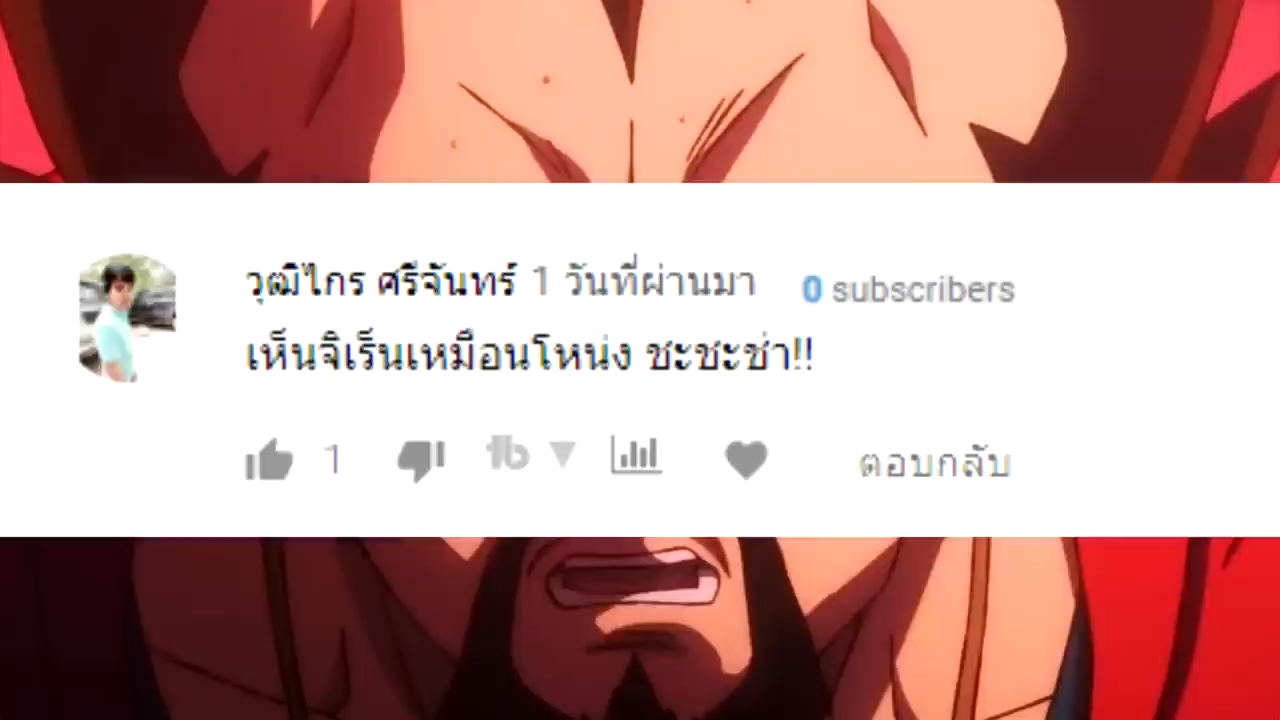 วุฒิไกร ศรีจันทร์ 1 วันที่ผ่านมา 0 subscribers
เห็นจิเร็นเหมือนโหน่ง ชะชะช่า!!
1 ตอบกลับ